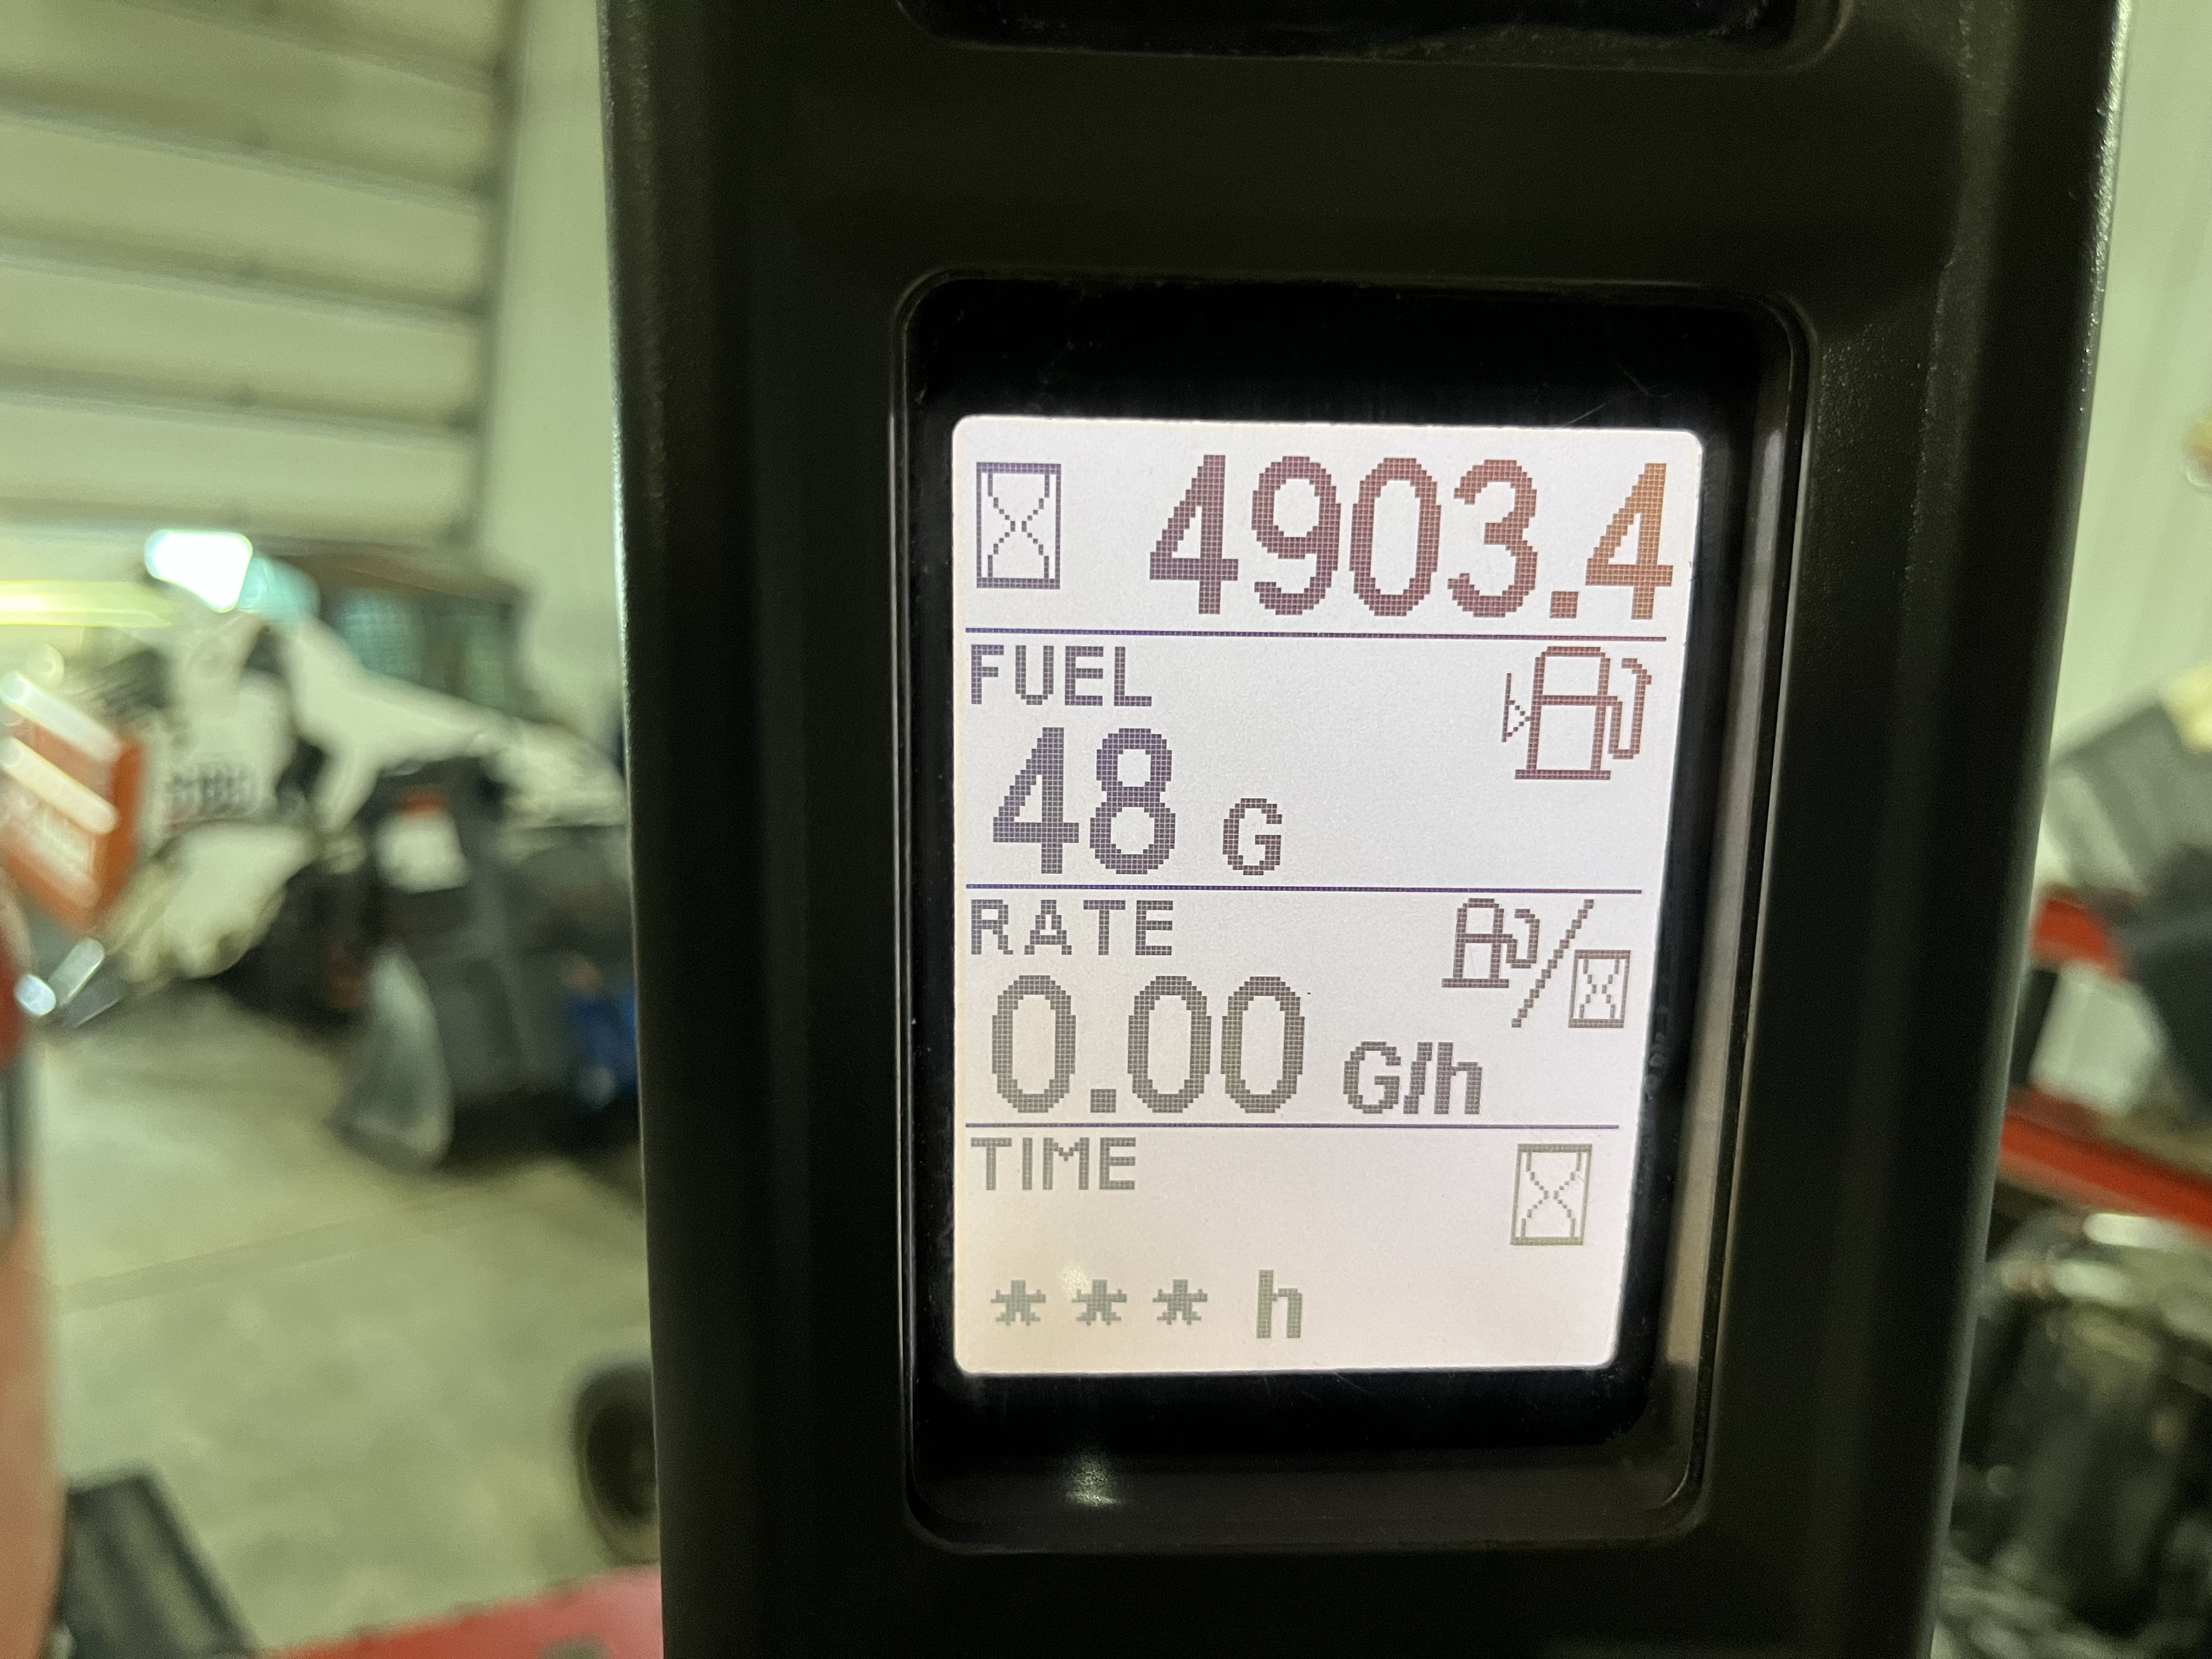 4903.4
FUEL
48 G
RATE
0.00 G/h
TIME
*** h